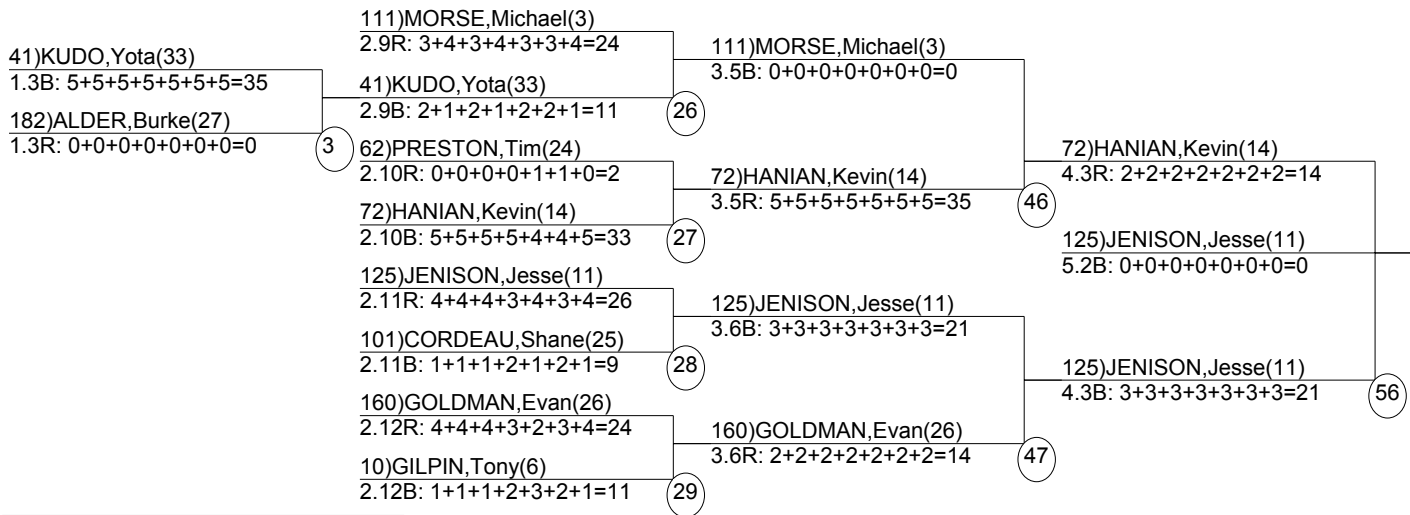 41)KUDO,Yota(33)
1.3B: 5+5+5+5+5+5+5=35
182)ALDER,Burke(27)
1.3R: 0+0+0+0+0+0+0=0
3
111)MORSE,Michael(3)
2.9R: 3+4+3+4+3+3+4=24
41)KUDO,Yota(33)
2.9B: 2+1+2+1+2+2+1=11
26
62)PRESTON,Tim(24)
2.10R: 0+0+0+0+1+1+0=2
72)HANIAN,Kevin(14)
2.10B: 5+5+5+5+4+4+5=33
27
125)JENISON,Jesse(11)
2.11R: 4+4+4+3+4+3+4=26
101)CORDEAU,Shane(25)
2.11B: 1+1+1+2+1+2+1=9
28
160)GOLDMAN,Evan(26)
2.12R: 4+4+4+3+2+3+4=24
10)GILPIN,Tony(6)
2.12B: 1+1+1+2+3+2+1=11
29
111)MORSE,Michael(3)
3.5B: 0+0+0+0+0+0+0=0
72)HANIAN,Kevin(14)
3.5R: 5+5+5+5+5+5+5=35
46
125)JENISON,Jesse(11)
3.6B: 3+3+3+3+3+3+3=21
160)GOLDMAN,Evan(26)
3.6R: 2+2+2+2+2+2+2=14
47
72)HANIAN,Kevin(14)
4.3R: 2+2+2+2+2+2+2=14
125)JENISON,Jesse(11)
5.2B: 0+0+0+0+0+0+0=0
125)JENISON,Jesse(11)
4.3B: 3+3+3+3+3+3+3=21
56